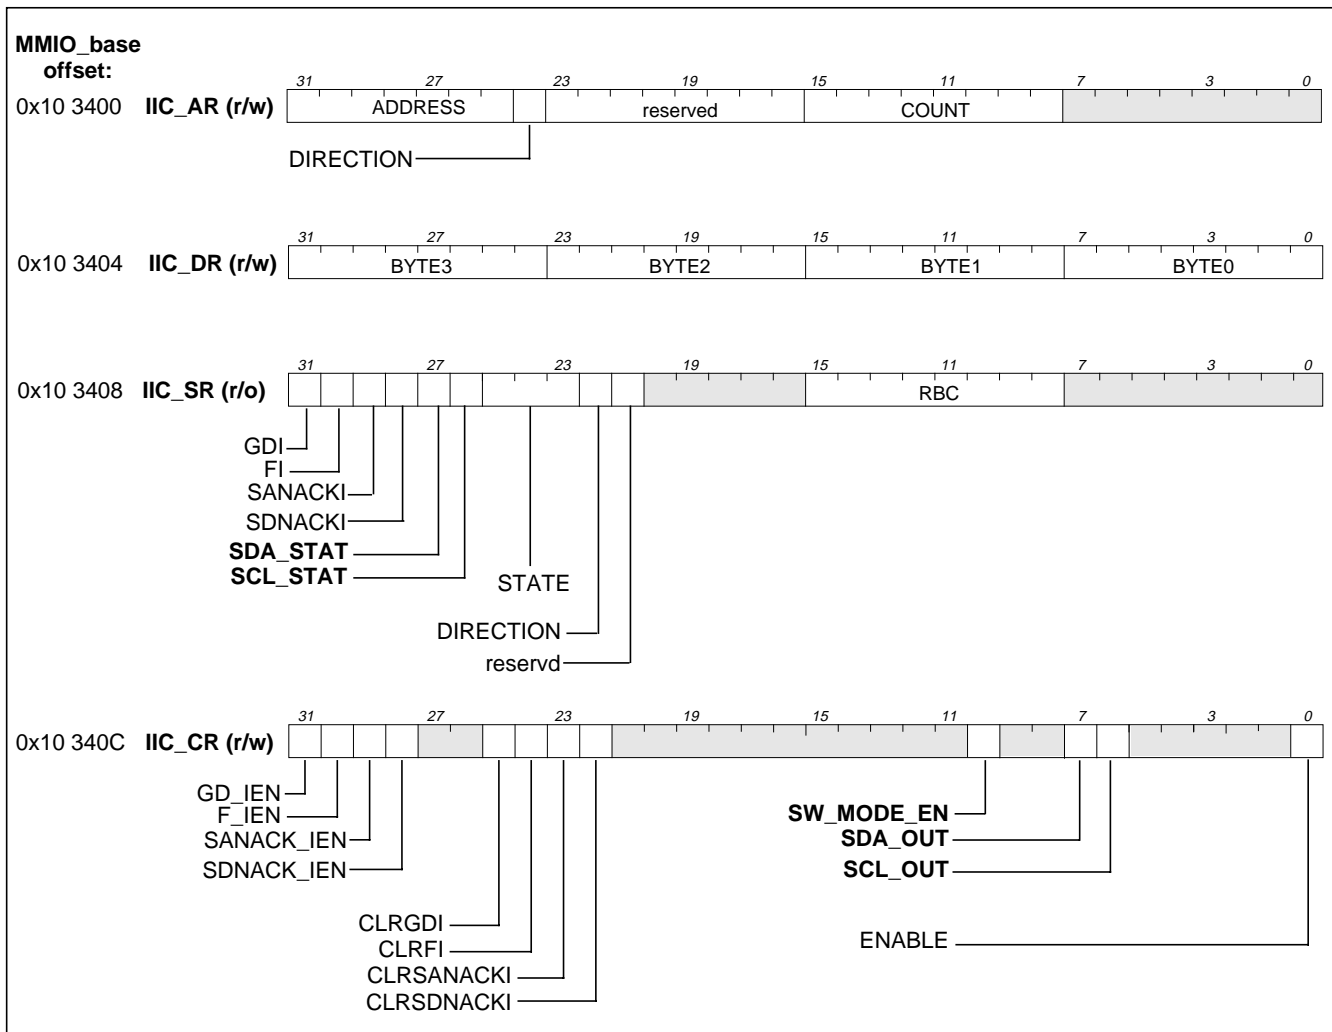 MMIO_base
offset:
31 27 23 19 15 11 7 3 0
0x10 3400 IIC_AR (r/w) ADDRESS reserved COUNT
DIRECTION
31 27 23 19 15 11 7 3 0
0x10 3404 IIC_DR (r/w) BYTE3 BYTE2 BYTE1 BYTE0
31 27 23 19 15 11 7 3 0
0x10 3408 IIC_SR (r/o) RBC
GDI
FI
SANACKI
SDNACKI
SDA_STAT
SCL_STAT
STATE
DIRECTION
reservd
31 27 23 19 15 11 7 3 0
0x10 340C IIC_CR (r/w)
GD_IEN
F_IEN
SANACK_IEN
SDNACK_IEN
SW_MODE_EN
SDA_OUT
SCL_OUT
CLRGDI
CLRFI
CLRSANACKI
CLRSDNACKI
ENABLE